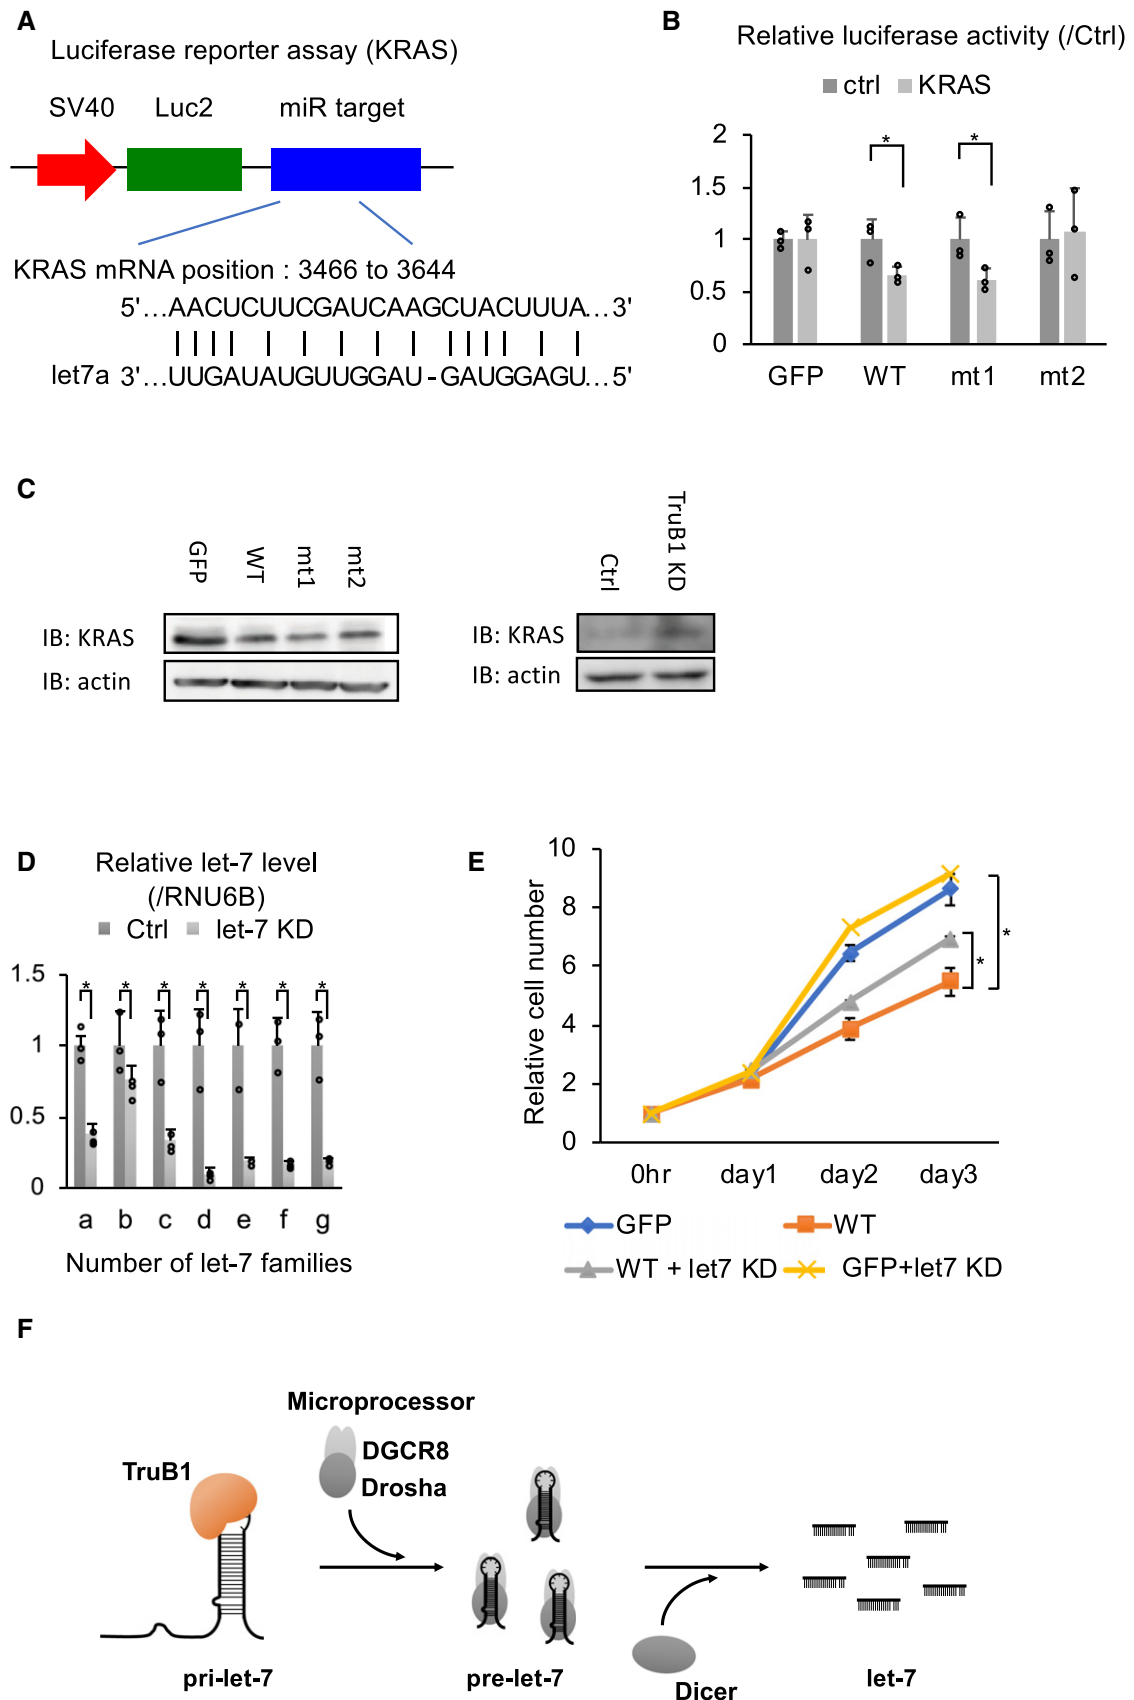 A
Luciferase reporter assay (KRAS)
SV40 Luc2 miR target
KRAS mRNA position : 3466 to 3644
5'...AACUCUUCGAUCAAGCUACUUUA...3'
let7a 3'...UUGAUAUGUUGGAU-GAUGGAGU...5'
B
Relative luciferase activity (/Ctrl)
ctrl KRAS
2
1.5
1
0.5
0
* *
GFP WT mt1 mt2
C
GFP WT mt1 mt2
IB: KRAS
IB: actin
Ctrl TruB1 KD
IB: KRAS
IB: actin
D
Relative let-7 level
(/RNU6B)
Ctrl let-7 KD
1.5
1
0.5
0
* * * * * * *
a b c d e f g
Number of let-7 families
E
Relative cell number
10
8
6
4
2
0
* *
0hr day1 day2 day3
GFP WT
WT + let7 KD GFP+let7 KD
F
Microprocessor
DGCR8
Drosha
TruB1
pri-let-7 pre-let-7 let-7
Dicer